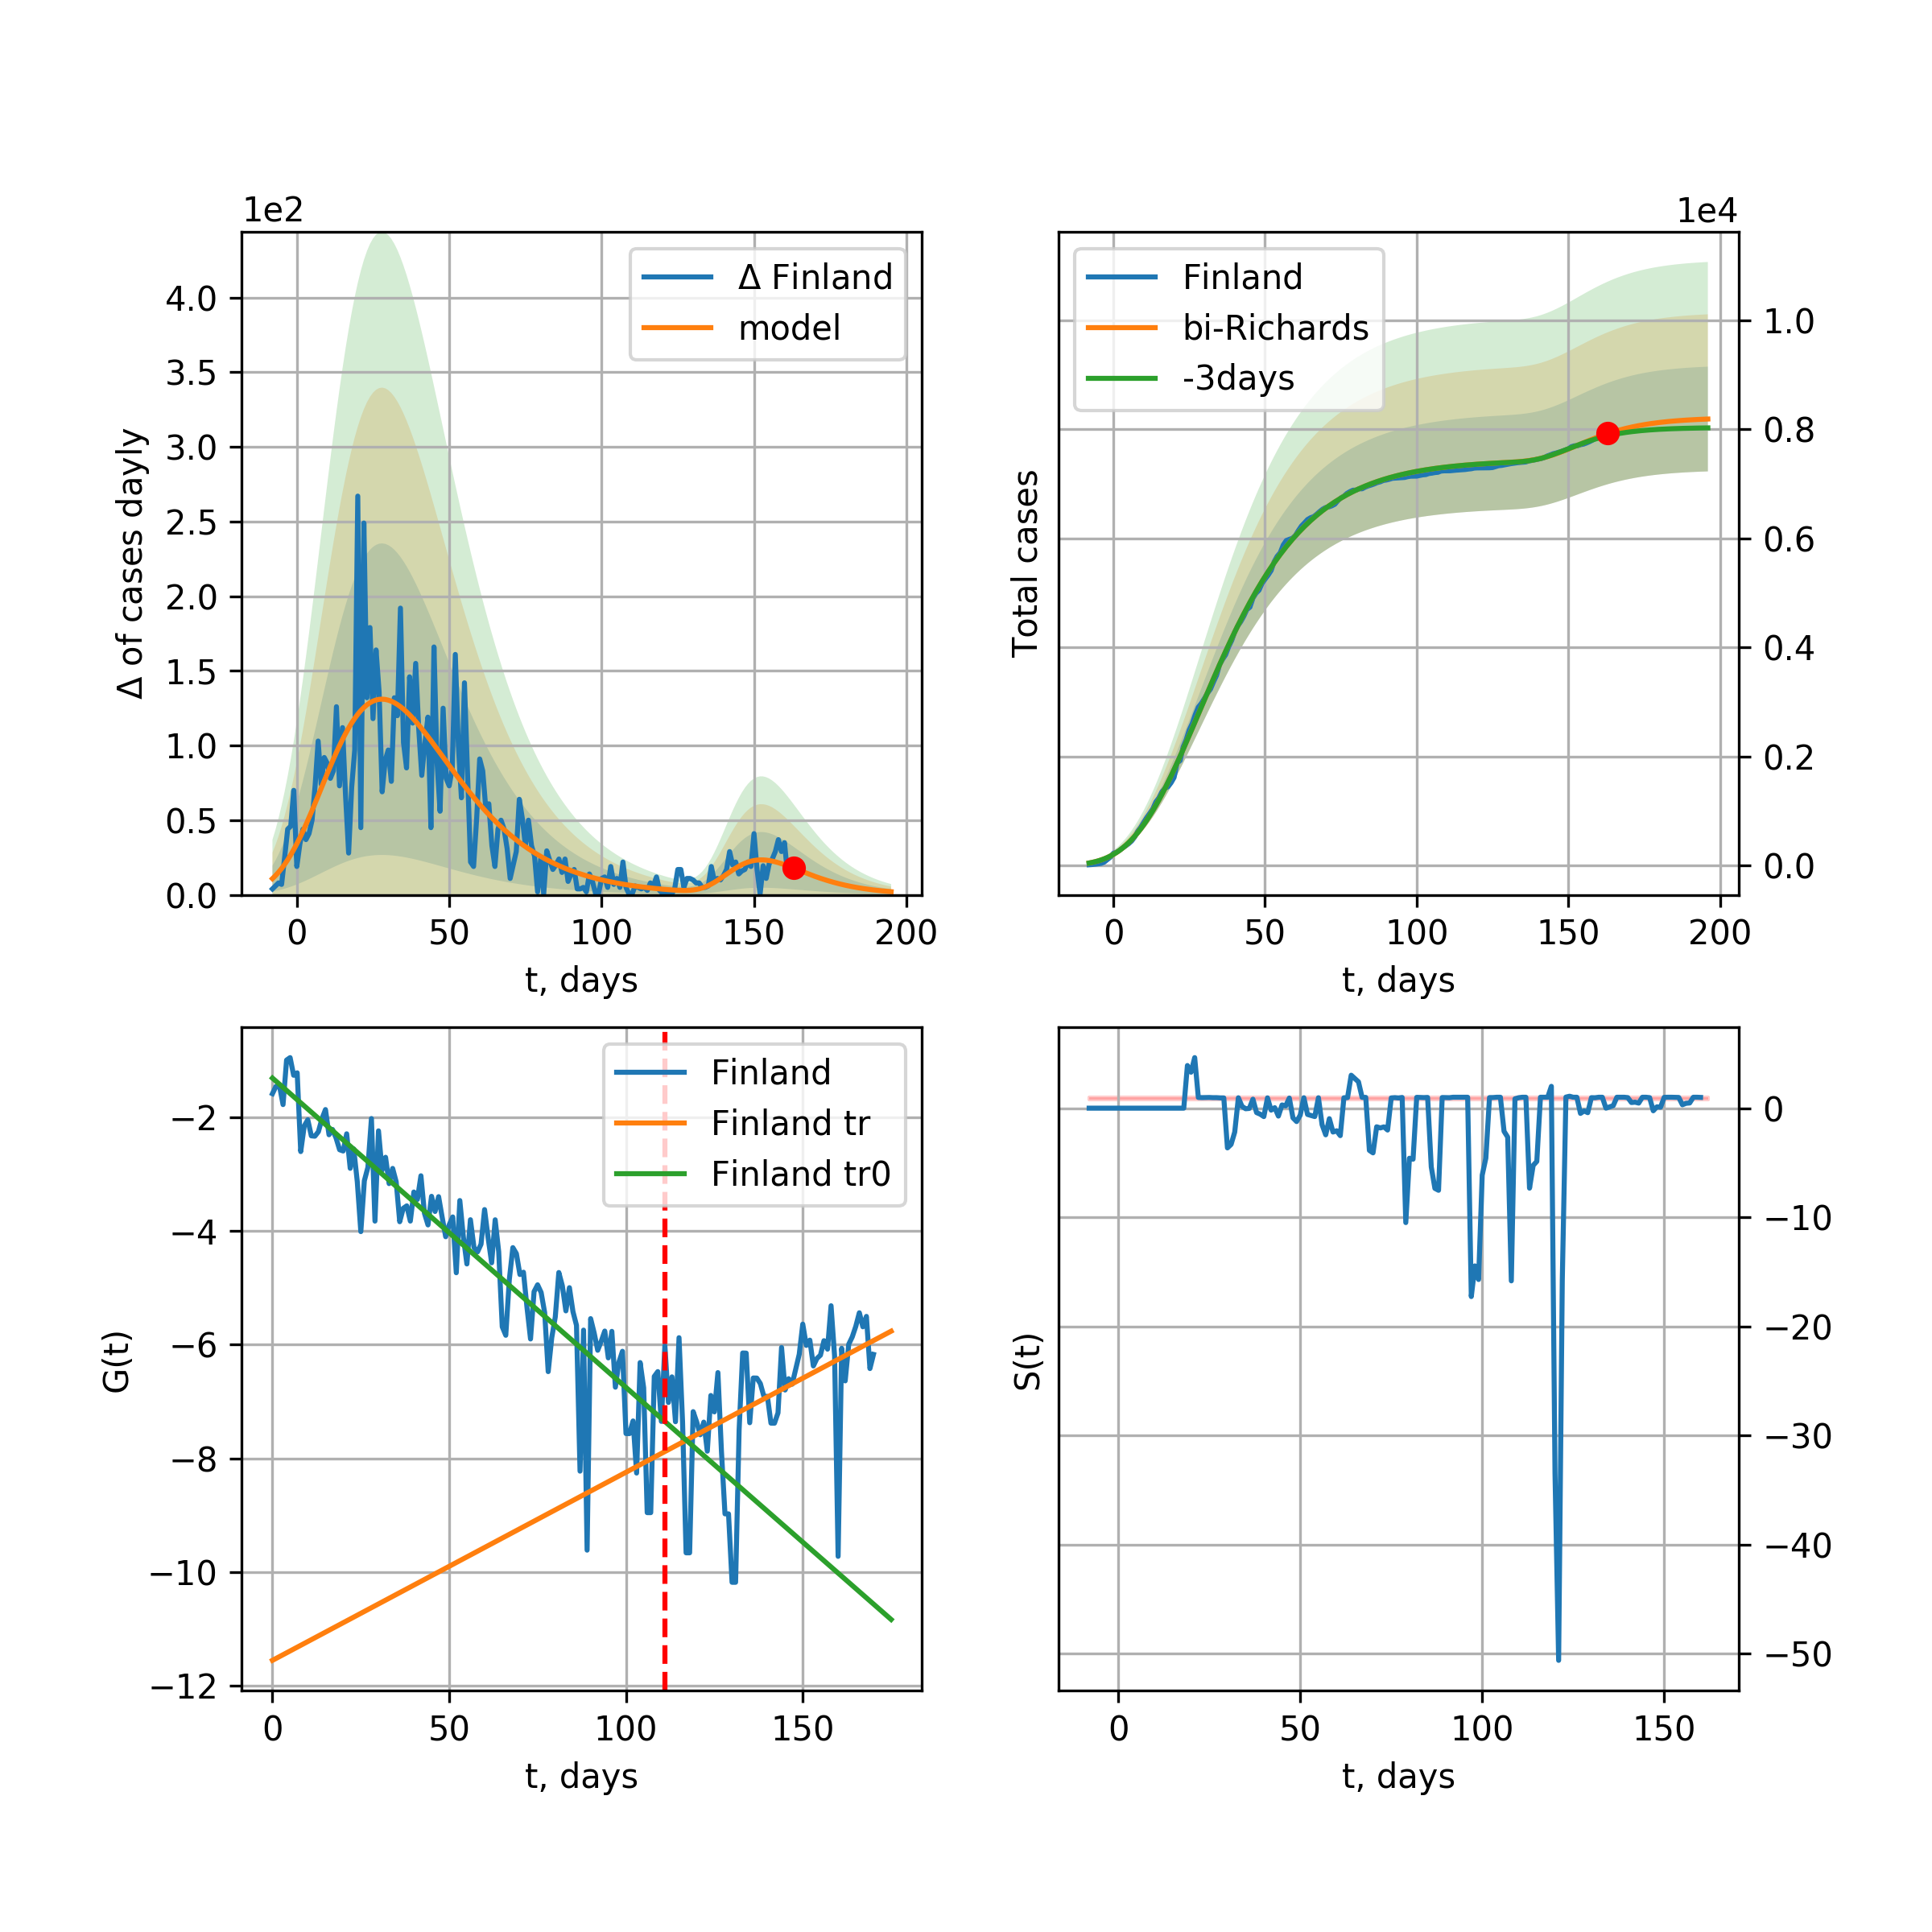 1e2
Δ Finland
model
4.0
3.5
3.0
2.5
2.0
1.5
1.0
0.5
0.0
Δ of cases dayly
0 50 100 150 200
t, days
1e4
Finland
bi-Richards
-3days
Total cases
1.0
0.8
0.6
0.4
0.2
0.0
0 50 100 150 200
t, days
Finland
Finland tr
Finland tr0
−2
−4
−6
−8
−10
−12
G(t)
0 50 100 150
t, days
S(t)
0
−10
−20
−30
−40
−50
0 50 100 150
t, days